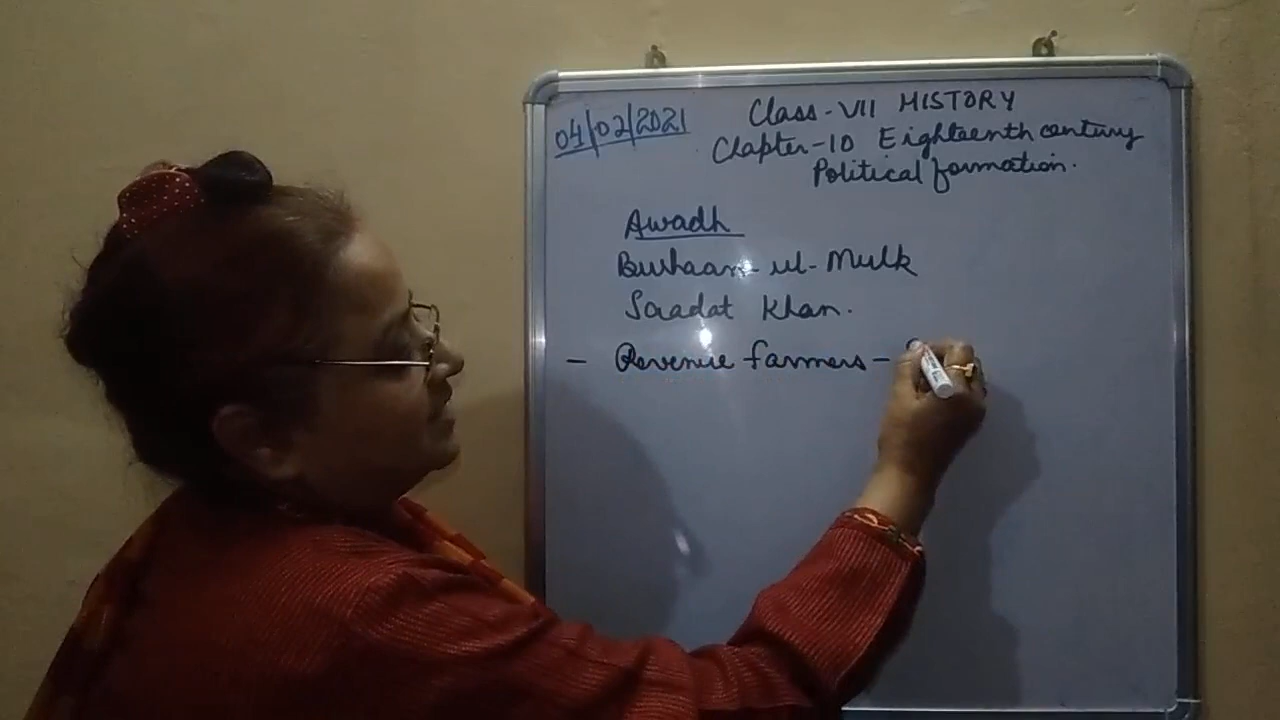 04/02/2021
Class-VII HISTORY
Chapter-10 Eighteenth century
Political formation.
Awadh
Burhaan-ul-Mulk
Saadat Khan.
- Revenue farmers -